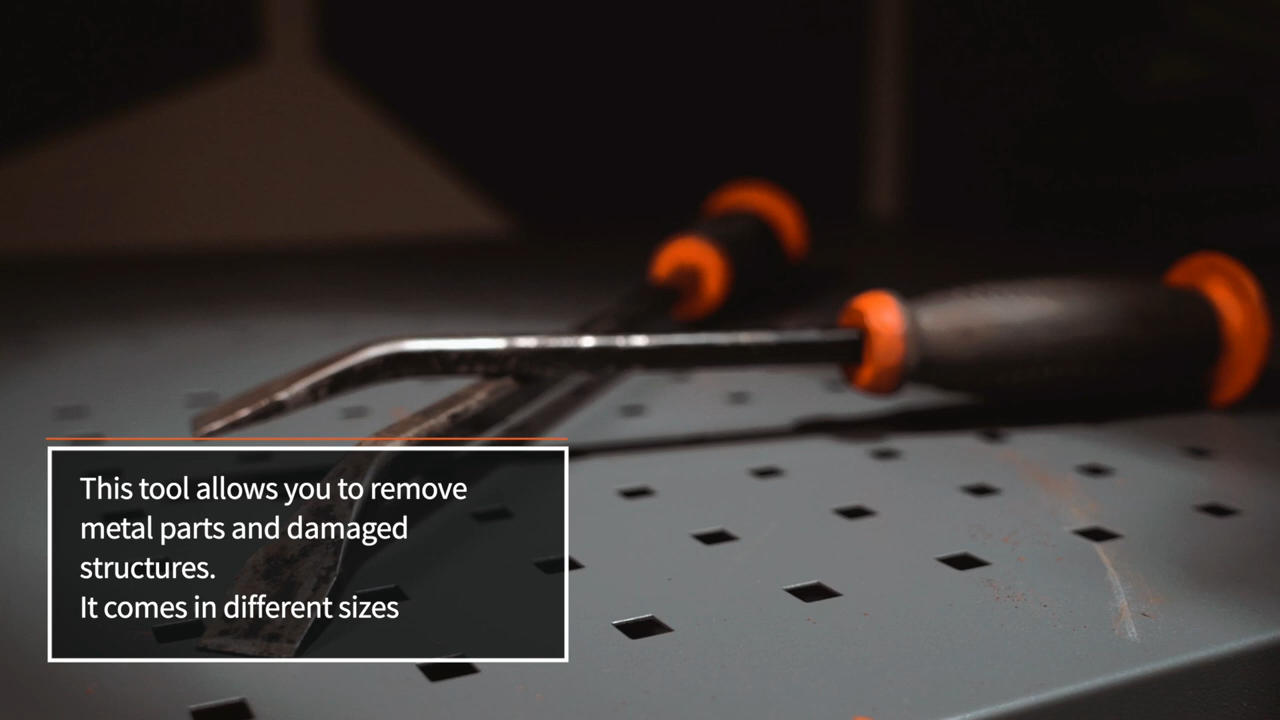 This tool allows you to remove
metal parts and damaged
structures.
It comes in different sizes